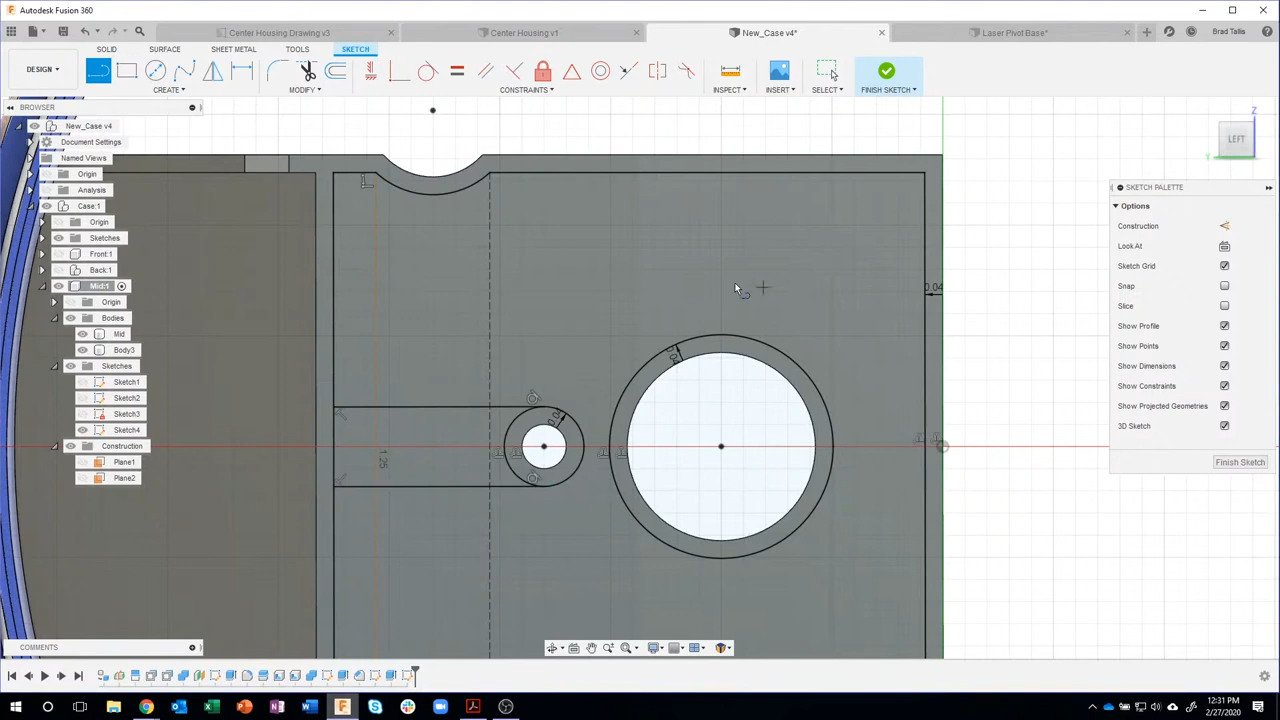 Autodesk Fusion 360
Center Housing Drawing v3
Center Housing v1
New_Case v4*
Laser Pivot Base*
Brad Tallis
SOLID
SURFACE
SHEET METAL
TOOLS
SKETCH
DESIGN
CREATE
MODIFY
CONSTRAINTS
INSPECT
INSERT
SELECT
FINISH SKETCH
BROWSER
New_Case v4
Document Settings
Named Views
Origin
Analysis
Case:1
Origin
Sketches
Front:1
Back:1
Mid:1
Origin
Bodies
Mid
Body3
Sketches
Sketch1
Sketch2
Sketch3
Sketch4
Construction
Plane1
Plane2
Z
LEFT
Y
SKETCH PALETTE
Options
Construction
Look At
Sketch Grid
Snap
Slice
Show Profile
Show Points
Show Dimensions
Show Constraints
Show Projected Geometries
3D Sketch
Finish Sketch
0.04
1.25
COMMENTS
12:31 PM
2/27/2020